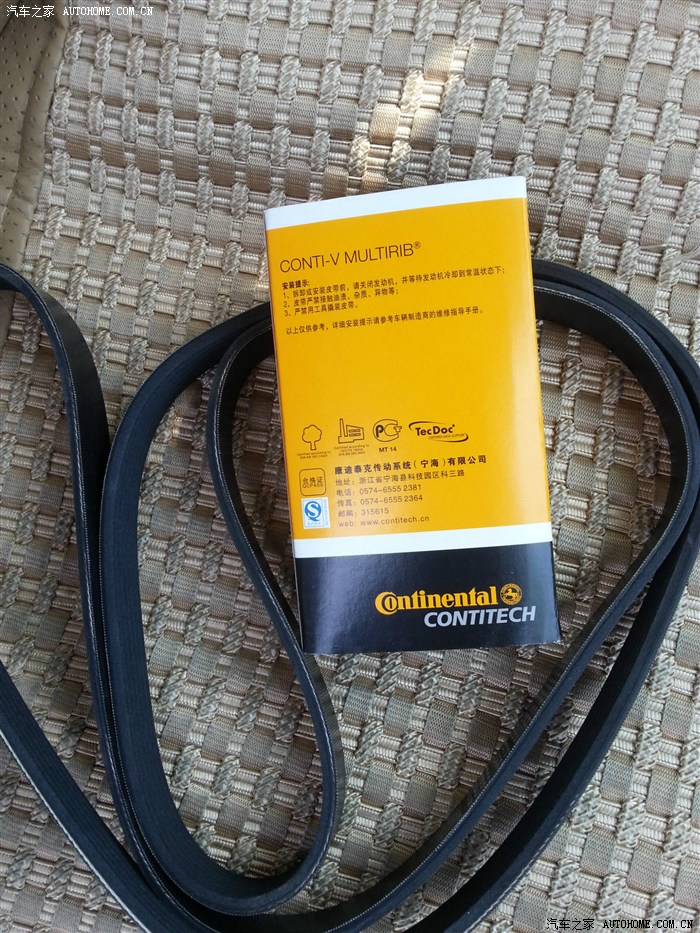 汽车之家 AUTOHOME.COM.CN
CONTI-V MULTIRIB®
安装提示:
1、拆卸或安装皮带前，请关闭发动机，并等待发动机冷却到常温状态下；
2、皮带严禁接触油渍、杂质、异物等；
3、严禁用工具撬装皮带。
以上仅供参考，详细安装提示请参考车辆制造商的维修指导手册。
MT 14
TecDoc
合格证
康迪泰克传动系统（宁海）有限公司
地址: 浙江省宁海县科技园区科三路
电话: 0574-6555 2381
传真: 0574-6555 2364
邮编: 315615
web: www.contitech.cn
Continental
CONTITECH
汽车之家 AUTOHOME.COM.CN